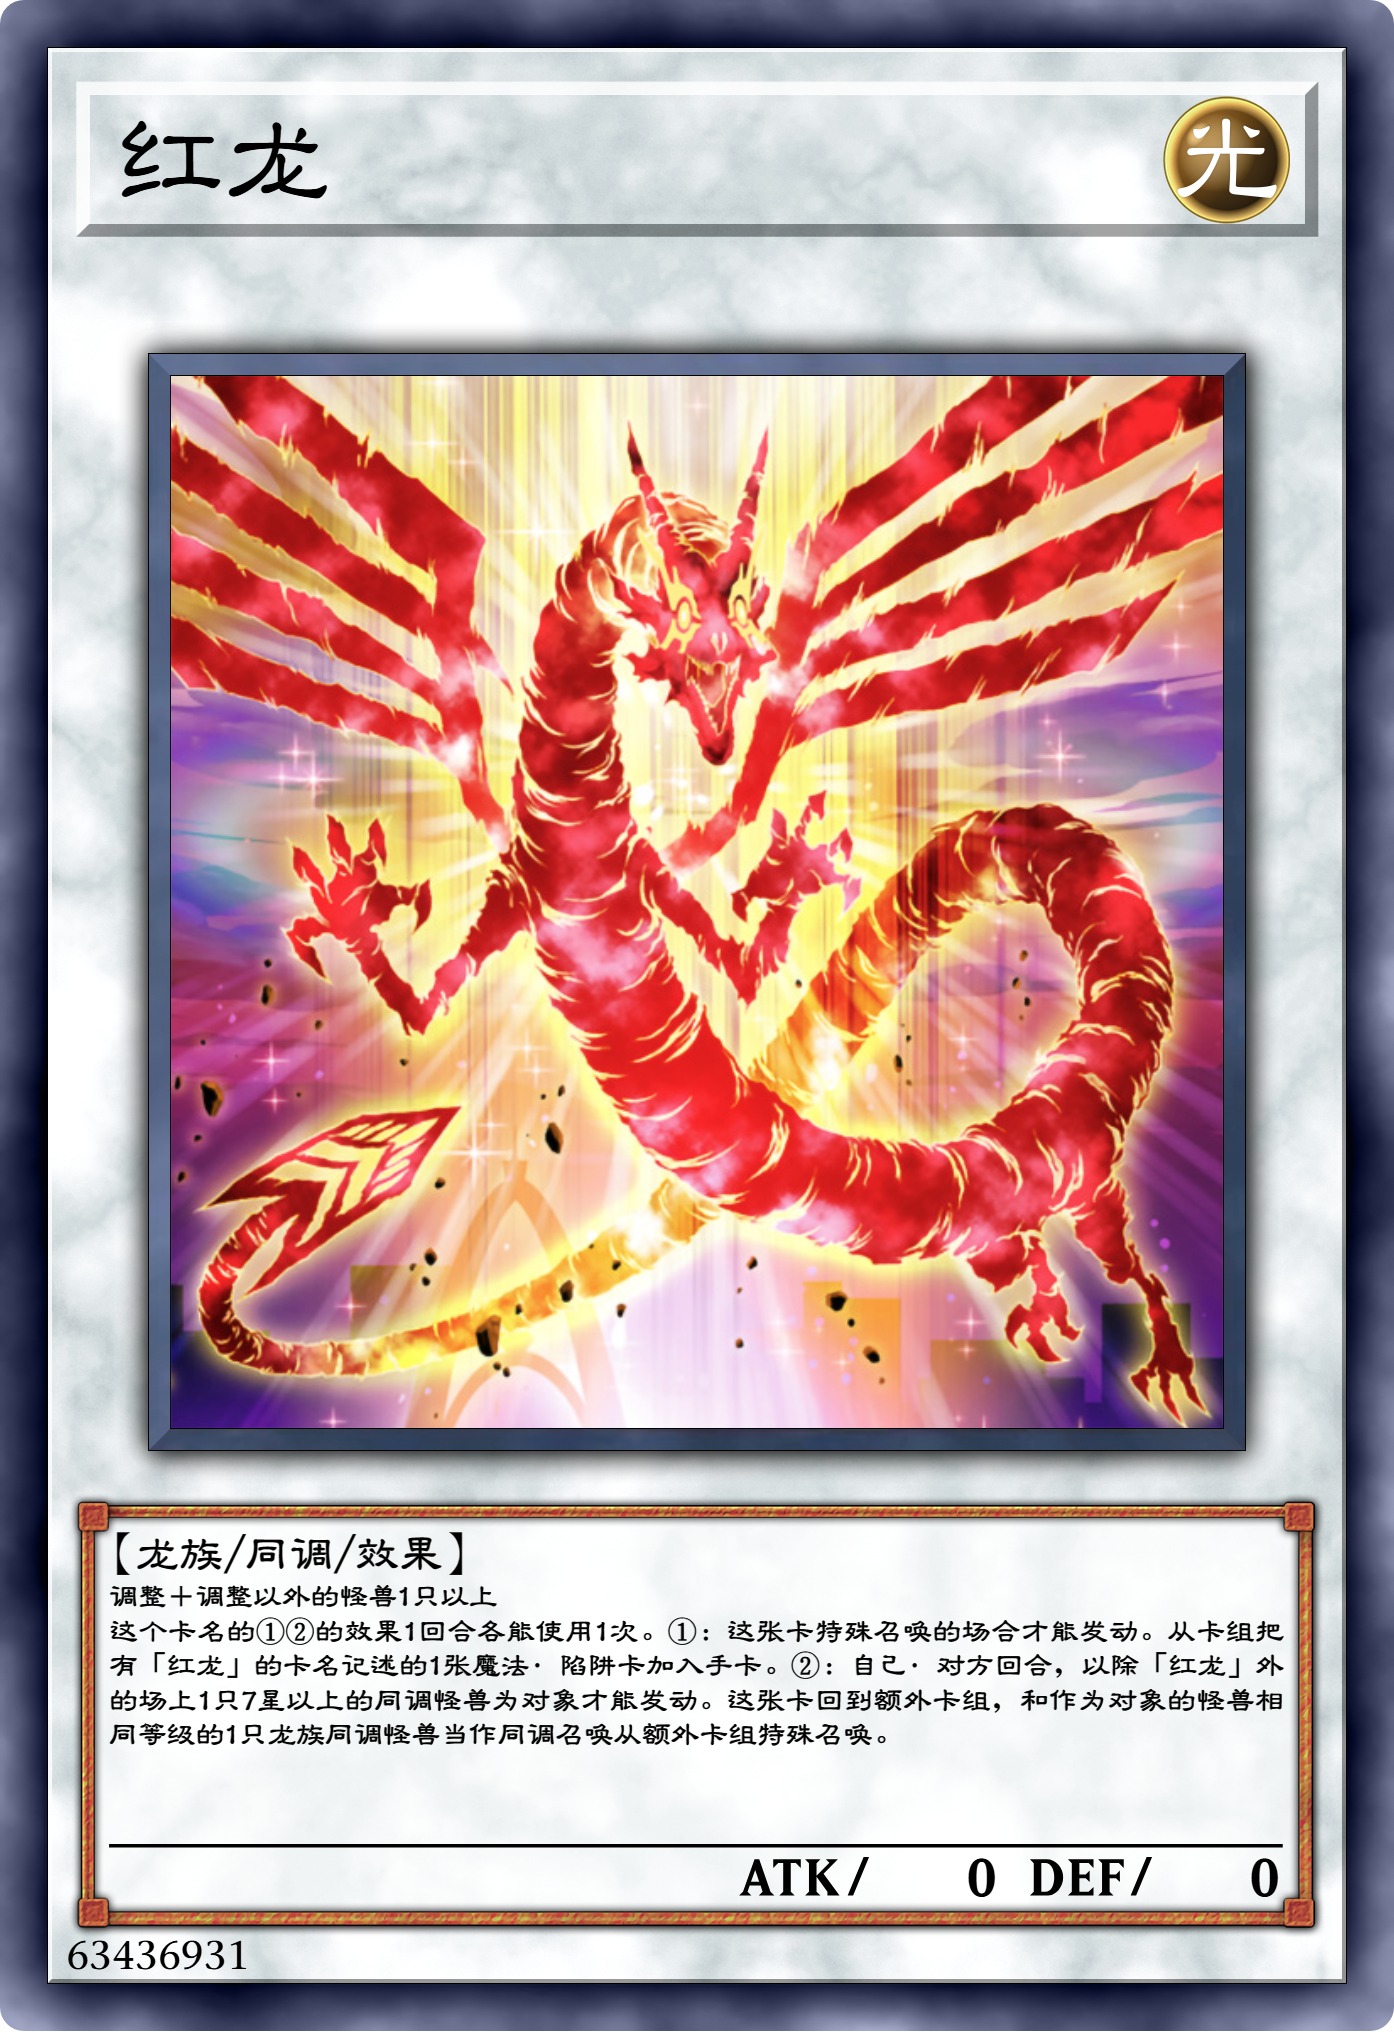 红龙
光
【龙族/同调/效果】
调整＋调整以外的怪兽1只以上
这个卡名的①②的效果1回合各能使用1次。①：这张卡特殊召唤的场合才能发动。从卡组把
有「红龙」的卡名记述的1张魔法·陷阱卡加入手卡。②：自己·对方回合，以除「红龙」外
的场上1只7星以上的同调怪兽为对象才能发动。这张卡回到额外卡组，和作为对象的怪兽相
同等级的1只龙族同调怪兽当作同调召唤从额外卡组特殊召唤。
ATK/ 0 DEF/ 0
63436931